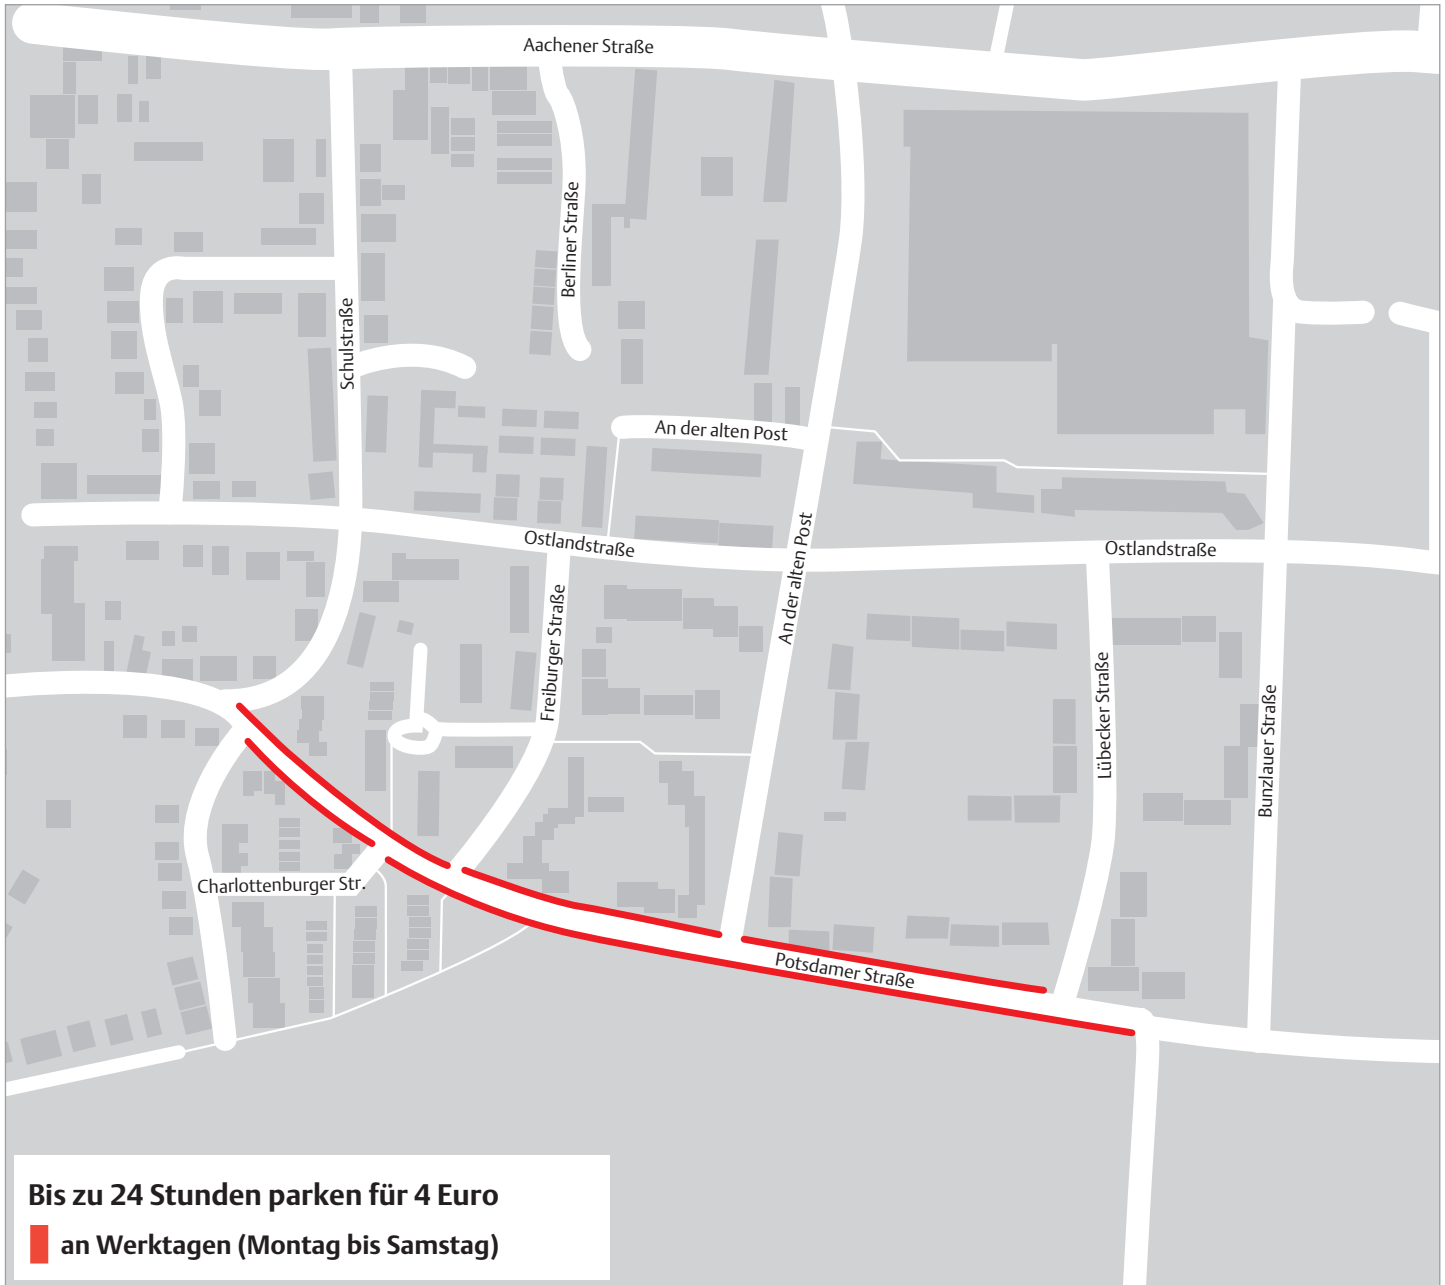 Aachener Straße
Berliner Straße
Schulstraße
An der alten Post
An der alten Post
Ostlandstraße
Ostlandstraße
Freiburger Straße
Lübecker Straße
Bunzlauer Straße
Charlottenburger Str.
Potsdamer Straße
Bis zu 24 Stunden parken für 4 Euro
an Werktagen (Montag bis Samstag)